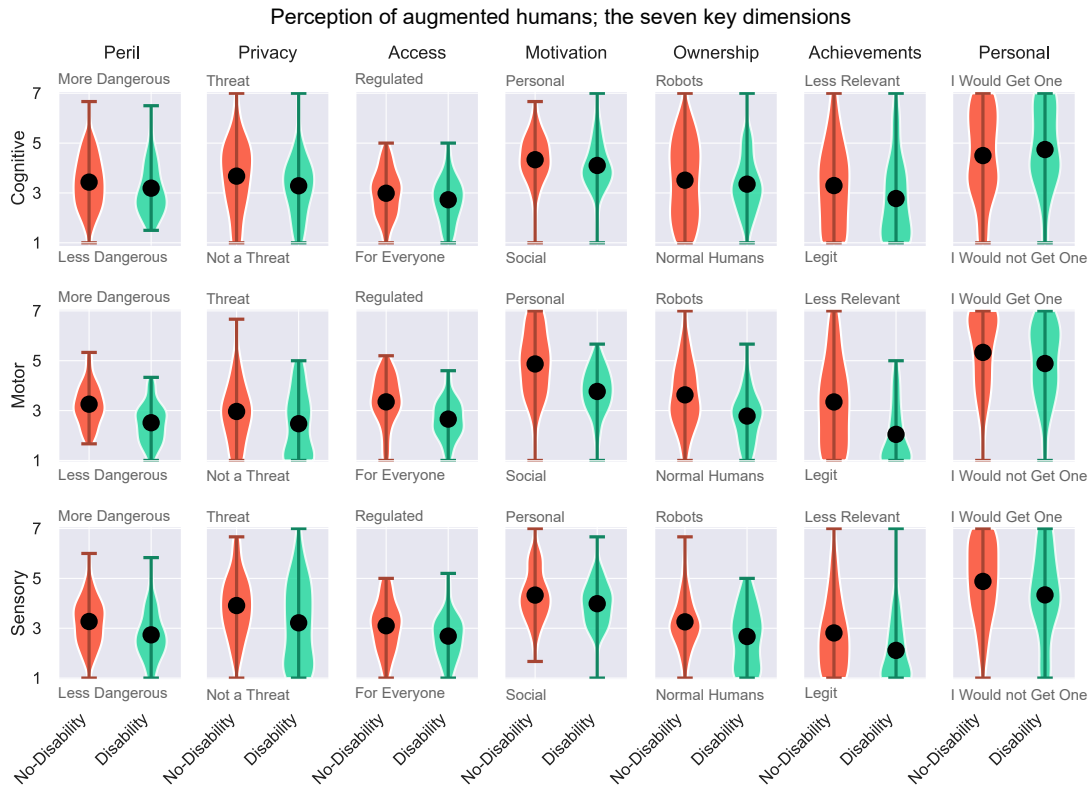 Perception of augmented humans; the seven key dimensions
Peril Privacy Access Motivation Ownership Achievements Personal
More Dangerous Threat Regulated Personal Robots Less Relevant I Would Get One
7
5
Cognitive
3
1
Less Dangerous Not a Threat For Everyone Social Normal Humans Legit I Would not Get One
More Dangerous Threat Regulated Personal Robots Less Relevant I Would Get One
7
5
Motor
3
1
Less Dangerous Not a Threat For Everyone Social Normal Humans Legit I Would not Get One
More Dangerous Threat Regulated Personal Robots Less Relevant I Would Get One
7
5
Sensory
3
1
Less Dangerous Not a Threat For Everyone Social Normal Humans Legit I Would not Get One
No-Disability Disability No-Disability Disability No-Disability Disability No-Disability Disability No-Disability Disability No-Disability Disability No-Disability Disability